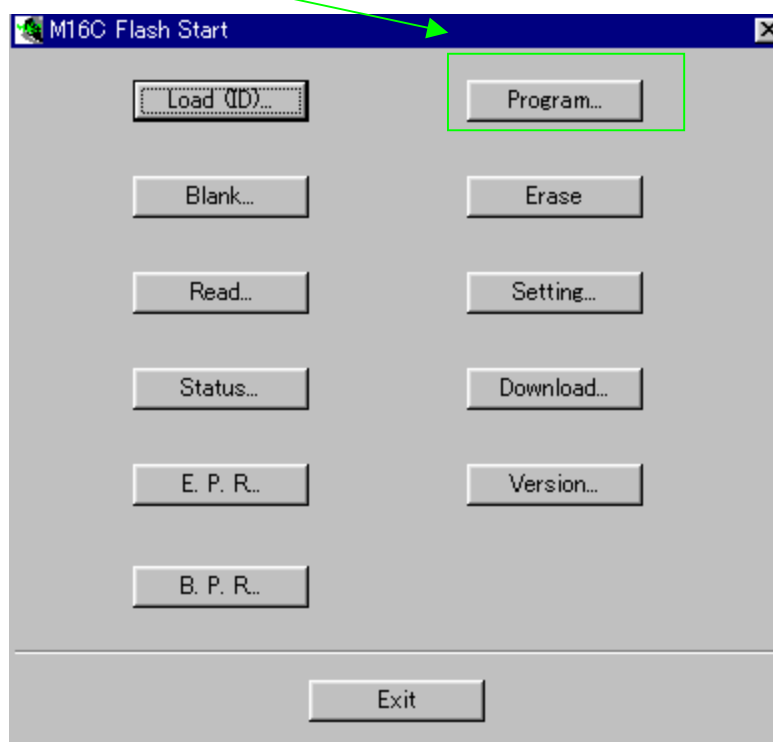 M16C Flash Start
Load (ID)...
Program...
Blank...
Erase
Read...
Setting...
Status...
Download...
E. P. R...
Version...
B. P. R...
Exit